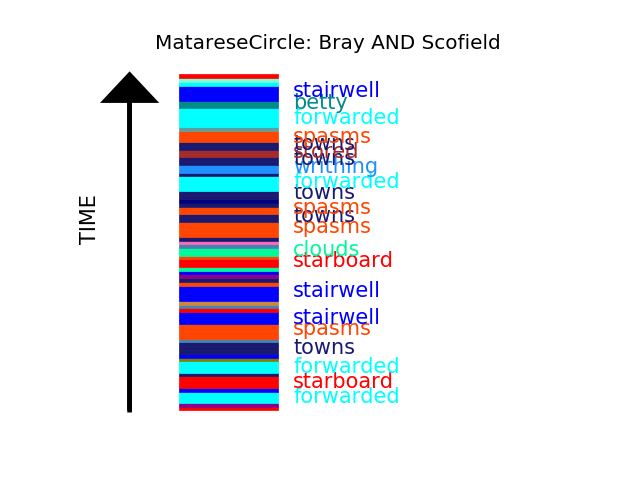 MatareseCircle: Bray AND Scofield
TIME
stairwell
betty
forwarded
spasms
towns
stored
towns
writhing
forwarded
towns
spasms
towns
spasms
clouds
starboard
stairwell
stairwell
spasms
towns
forwarded
starboard
forwarded